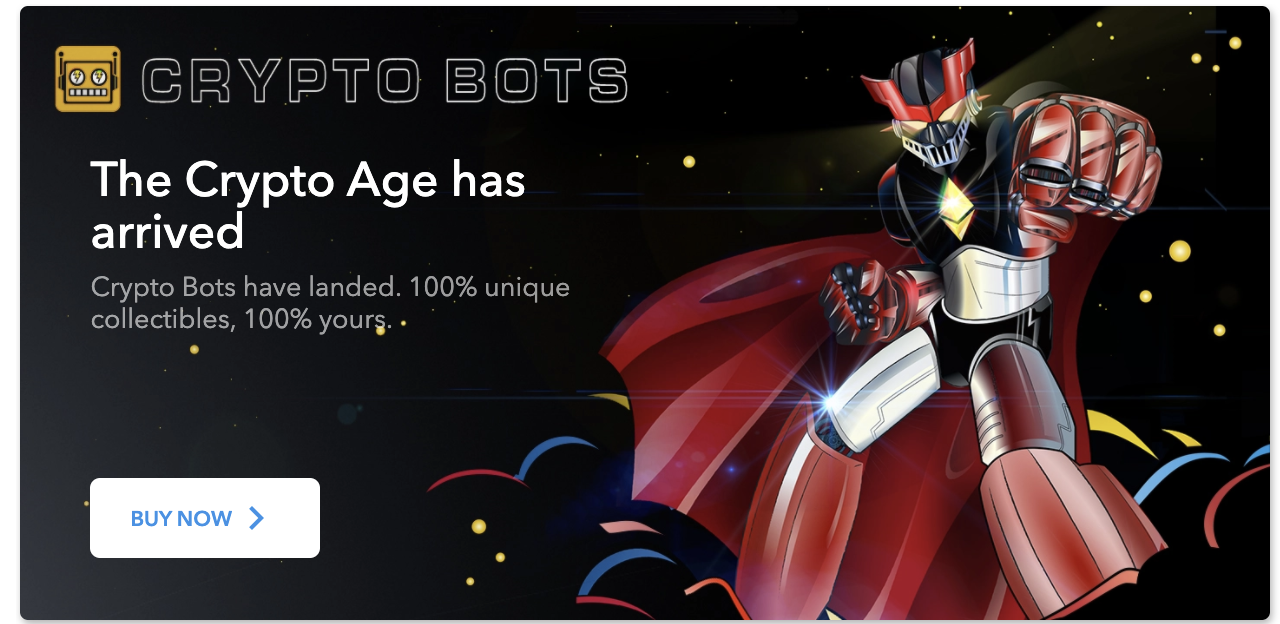 CRYPTO BOTS
The Crypto Age has
arrived
Crypto Bots have landed. 100% unique
collectibles, 100% yours.
BUY NOW